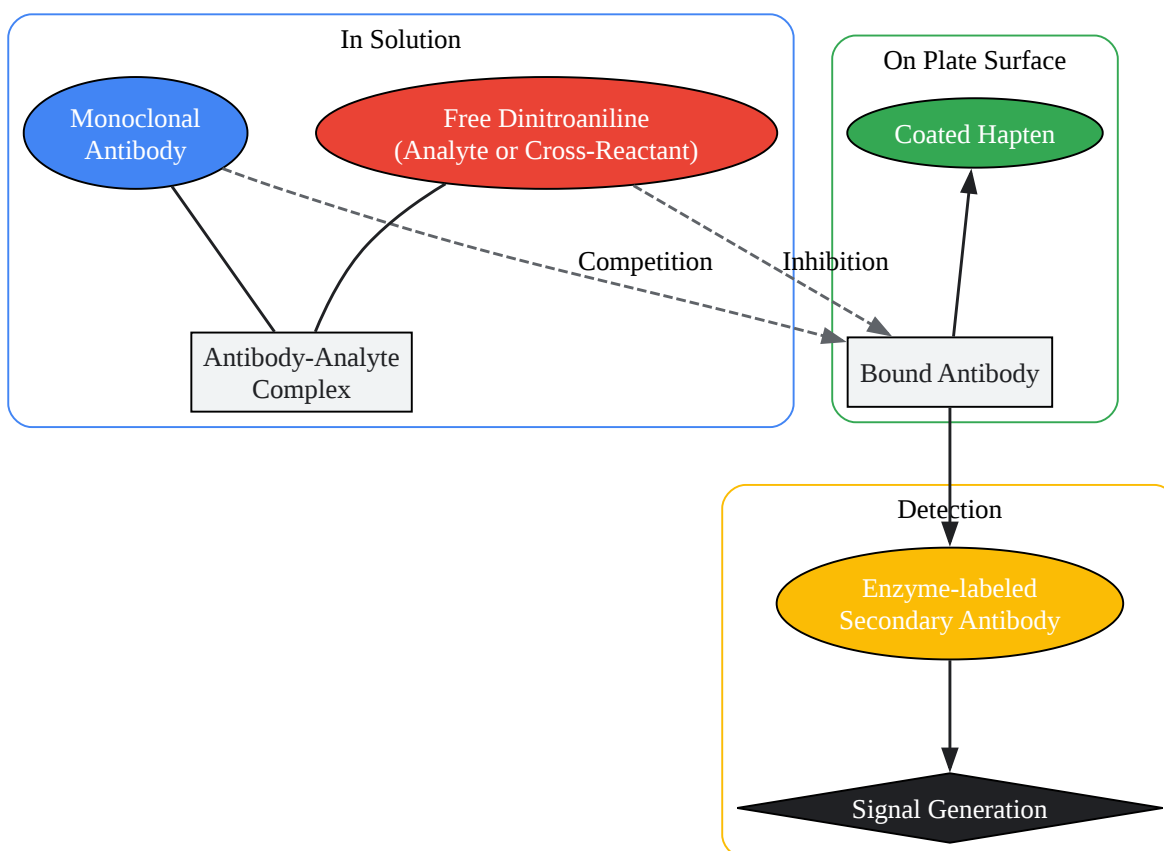 In Solution
On Plate Surface
Monoclonal
Antibody
Free Dinitroaniline
(Analyte or Cross-Reactant)
Coated Hapten
Competition
Inhibition
Antibody-Analyte
Complex
Bound Antibody
Detection
Enzyme-labeled
Secondary Antibody
Signal Generation